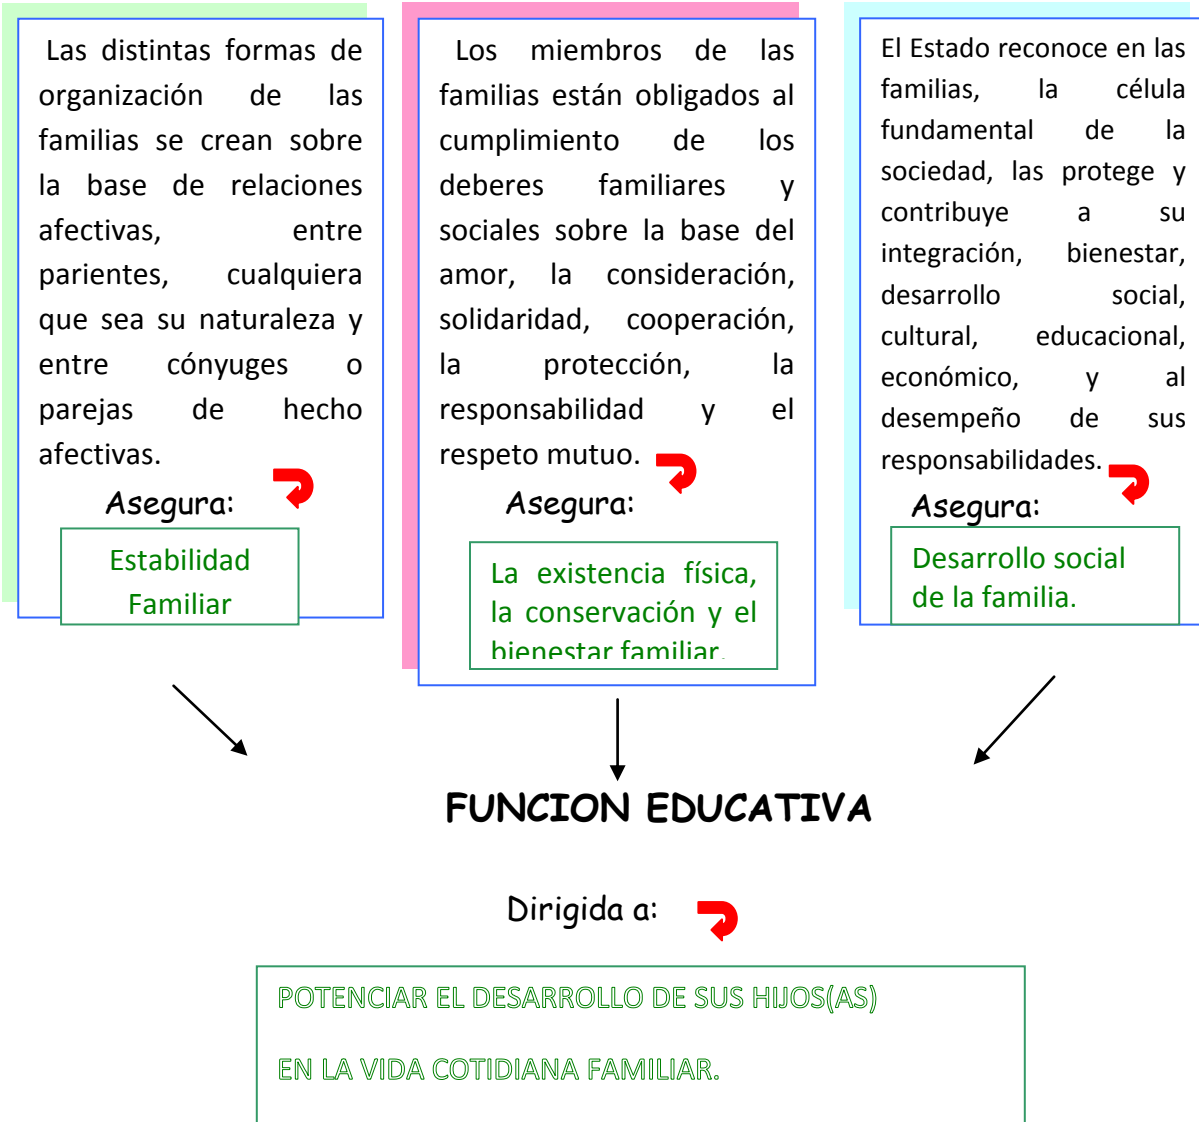 Las distintas formas de
organización de las
familias se crean sobre
la base de relaciones
afectivas, entre
parientes, cualquiera
que sea su naturaleza y
entre cónyuges o
parejas de hecho
afectivas.
Asegura:
Estabilidad
Familiar
Los miembros de las
familias están obligados al
cumplimiento de los
deberes familiares y
sociales sobre la base del
amor, la consideración,
solidaridad, cooperación,
la protección, la
responsabilidad y el
respeto mutuo.
Asegura:
La existencia física,
la conservación y el
bienestar familiar.
El Estado reconoce en las
familias, la célula
fundamental de la
sociedad, las protege y
contribuye a su
integración, bienestar,
desarrollo social,
cultural, educacional,
económico, y al
desempeño de sus
responsabilidades.
Asegura:
Desarrollo social
de la familia.
FUNCION EDUCATIVA
Dirigida a:
POTENCIAR EL DESARROLLO DE SUS HIJOS(AS)
EN LA VIDA COTIDIANA FAMILIAR.